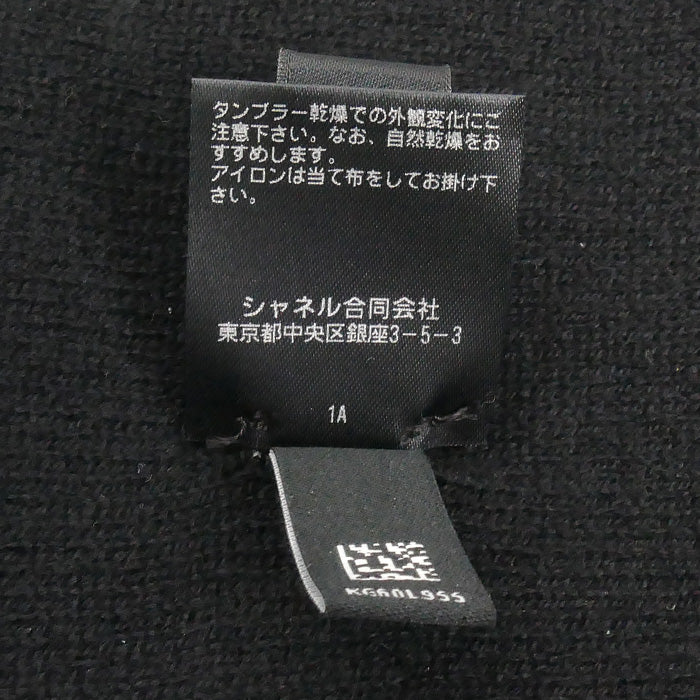 タンブラー乾燥での外観変化にご
注意下さい。なお、自然乾燥をお
すすめします。
アイロンは当て布をしてお掛け下
さい。
シャネル合同会社
東京都中央区銀座3-5-3
1A